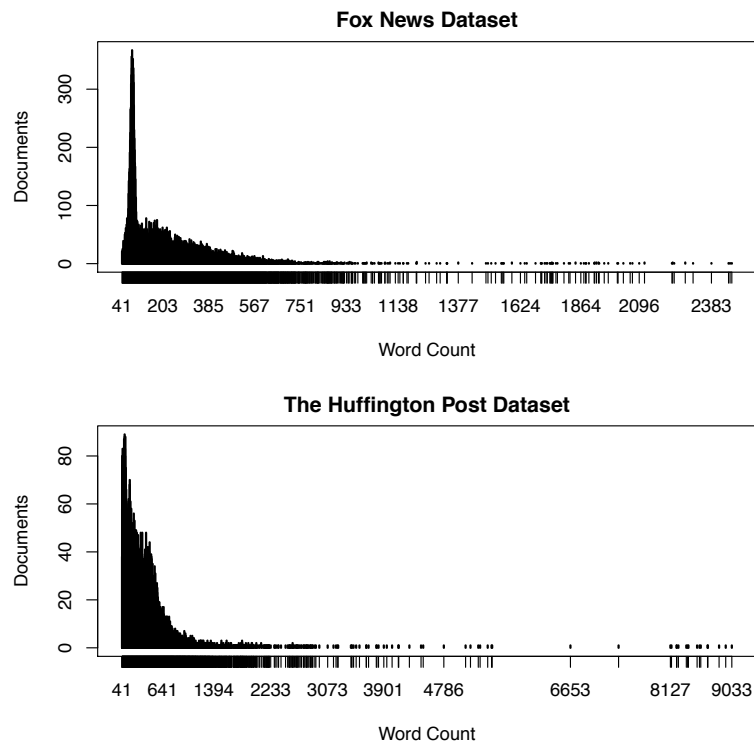 Fox News Dataset
Documents
300
200
100
0
41 203 385 567 751 933 1138 1377 1624 1864 2096 2383
Word Count
The Huffington Post Dataset
Documents
80
60
40
20
0
41 641 1394 2233 3073 3901 4786 6653 8127 9033
Word Count